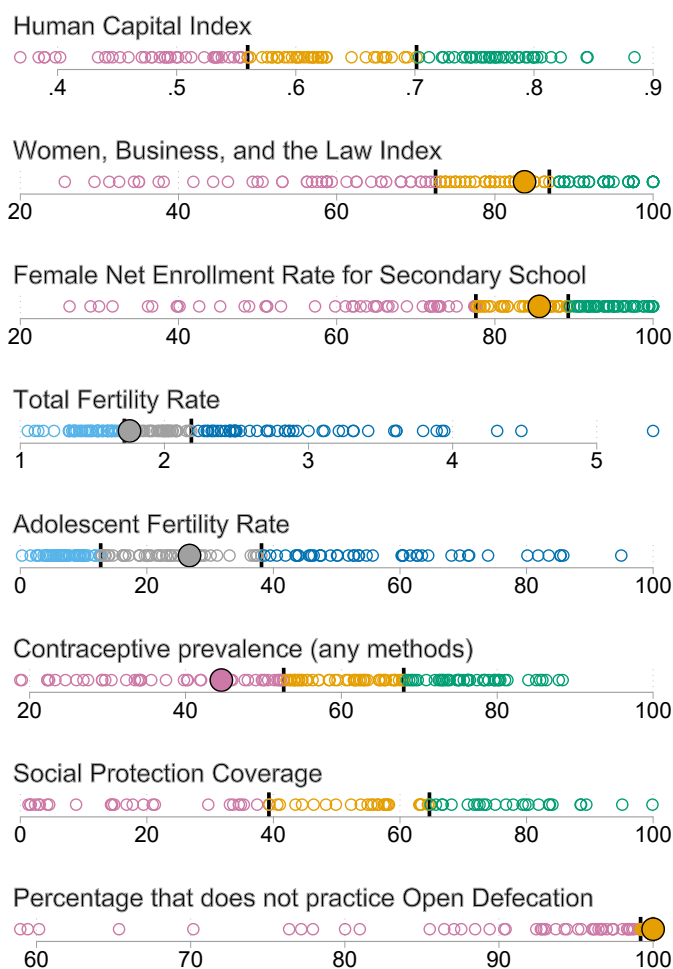 Human Capital Index
.4 .5 .6 .7 .8 .9
Women, Business, and the Law Index
20 40 60 80 100
Female Net Enrollment Rate for Secondary School
20 40 60 80 100
Total Fertility Rate
1 2 3 4 5
Adolescent Fertility Rate
0 20 40 60 80 100
Contraceptive prevalence (any methods)
20 40 60 80 100
Social Protection Coverage
0 20 40 60 80 100
Percentage that does not practice Open Defecation
60 70 80 90 100